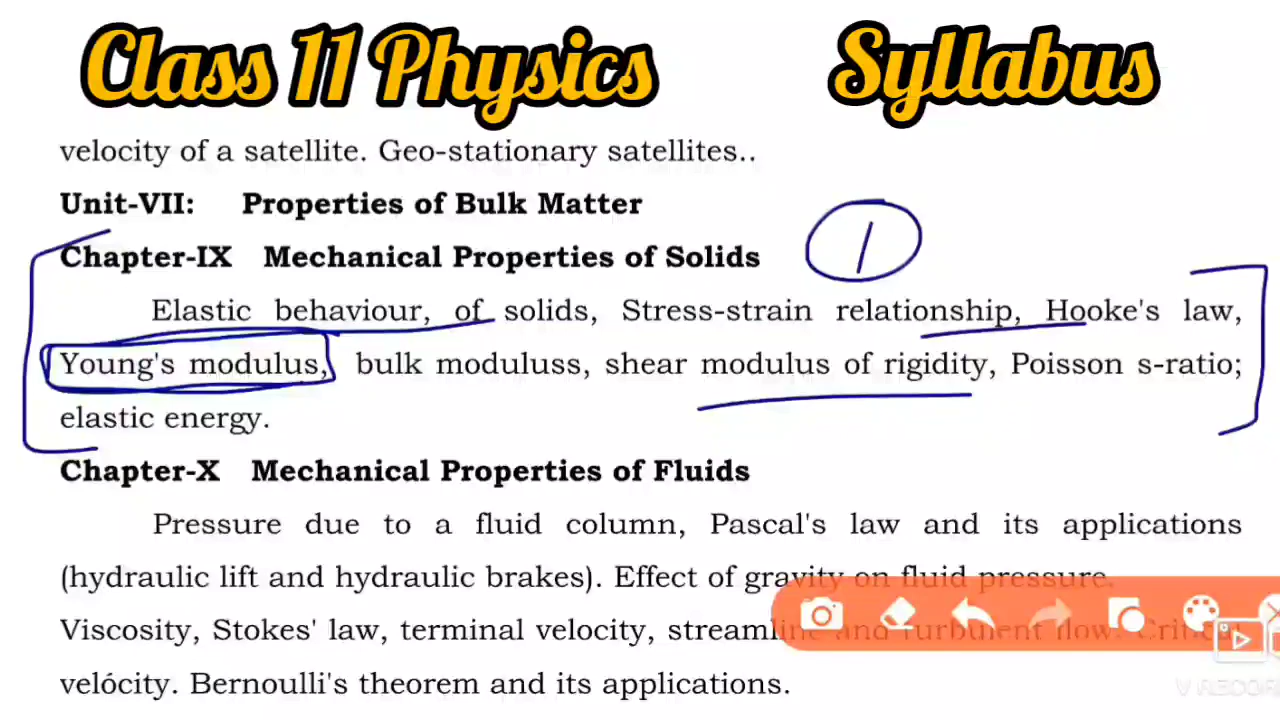 Class 11 Physics Syllabus
velocity of a satellite. Geo-stationary satellites..
Unit-VII: Properties of Bulk Matter
Chapter-IX Mechanical Properties of Solids 1
Elastic behaviour, of solids, Stress-strain relationship, Hooke's law,
Young's modulus, bulk moduluss, shear modulus of rigidity, Poisson s-ratio;
elastic energy.
Chapter-X Mechanical Properties of Fluids
Pressure due to a fluid column, Pascal's law and its applications
(hydraulic lift and hydraulic brakes). Effect of gravity on fluid pressure.
Viscosity, Stokes' law, terminal velocity, streamline and turbulent flow.
velócity. Bernoulli's theorem and its applications.